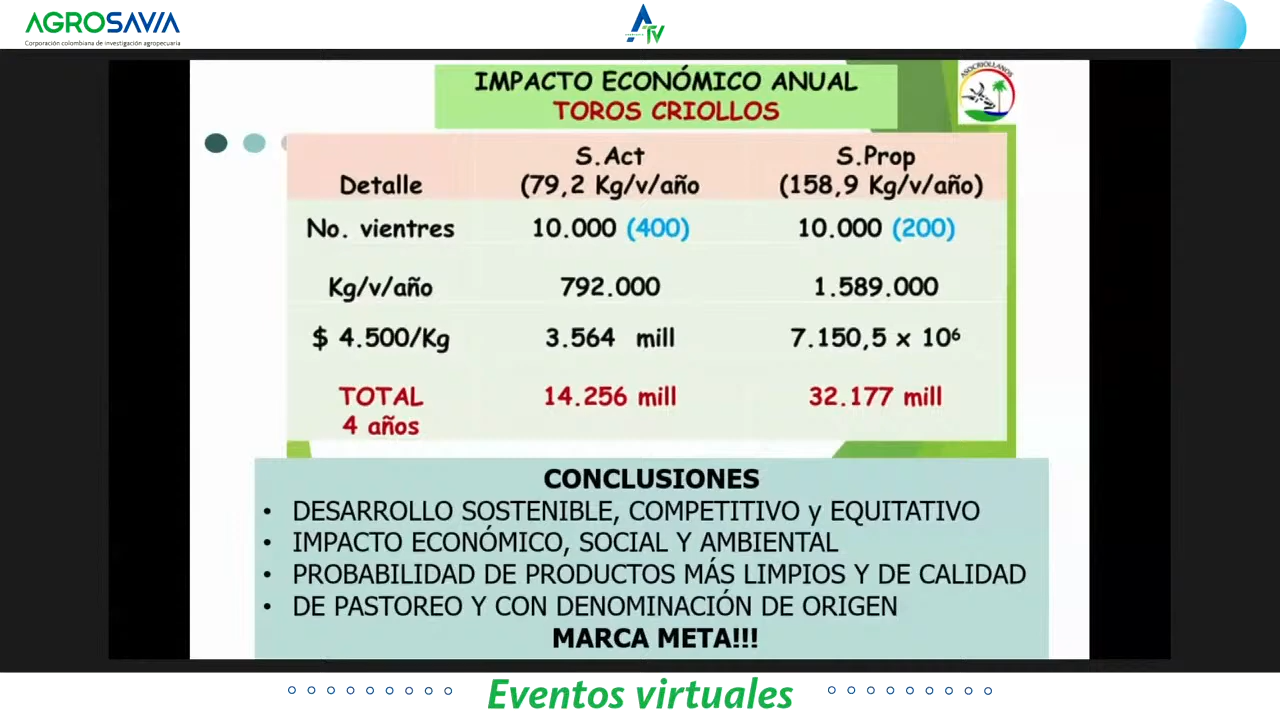 AGROSAVIA
Corporación colombiana de investigación agropecuaria
TV
IMPACTO ECONÓMICO ANUAL
TOROS CRIOLLOS
ASOCRIOLLANOS
Detalle
S.Act
(79,2 Kg/v/año
S.Prop
(158,9 Kg/v/año)
No. vientres
10.000 (400)
10.000 (200)
Kg/v/año
792.000
1.589.000
$ 4.500/Kg
3.564 mill
7.150,5 x 10⁶
TOTAL
4 años
14.256 mill
32.177 mill
CONCLUSIONES
• DESARROLLO SOSTENIBLE, COMPETITIVO y EQUITATIVO
• IMPACTO ECONÓMICO, SOCIAL Y AMBIENTAL
• PROBABILIDAD DE PRODUCTOS MÁS LIMPIOS Y DE CALIDAD
• DE PASTOREO Y CON DENOMINACIÓN DE ORIGEN
MARCA META!!!
Eventos virtuales